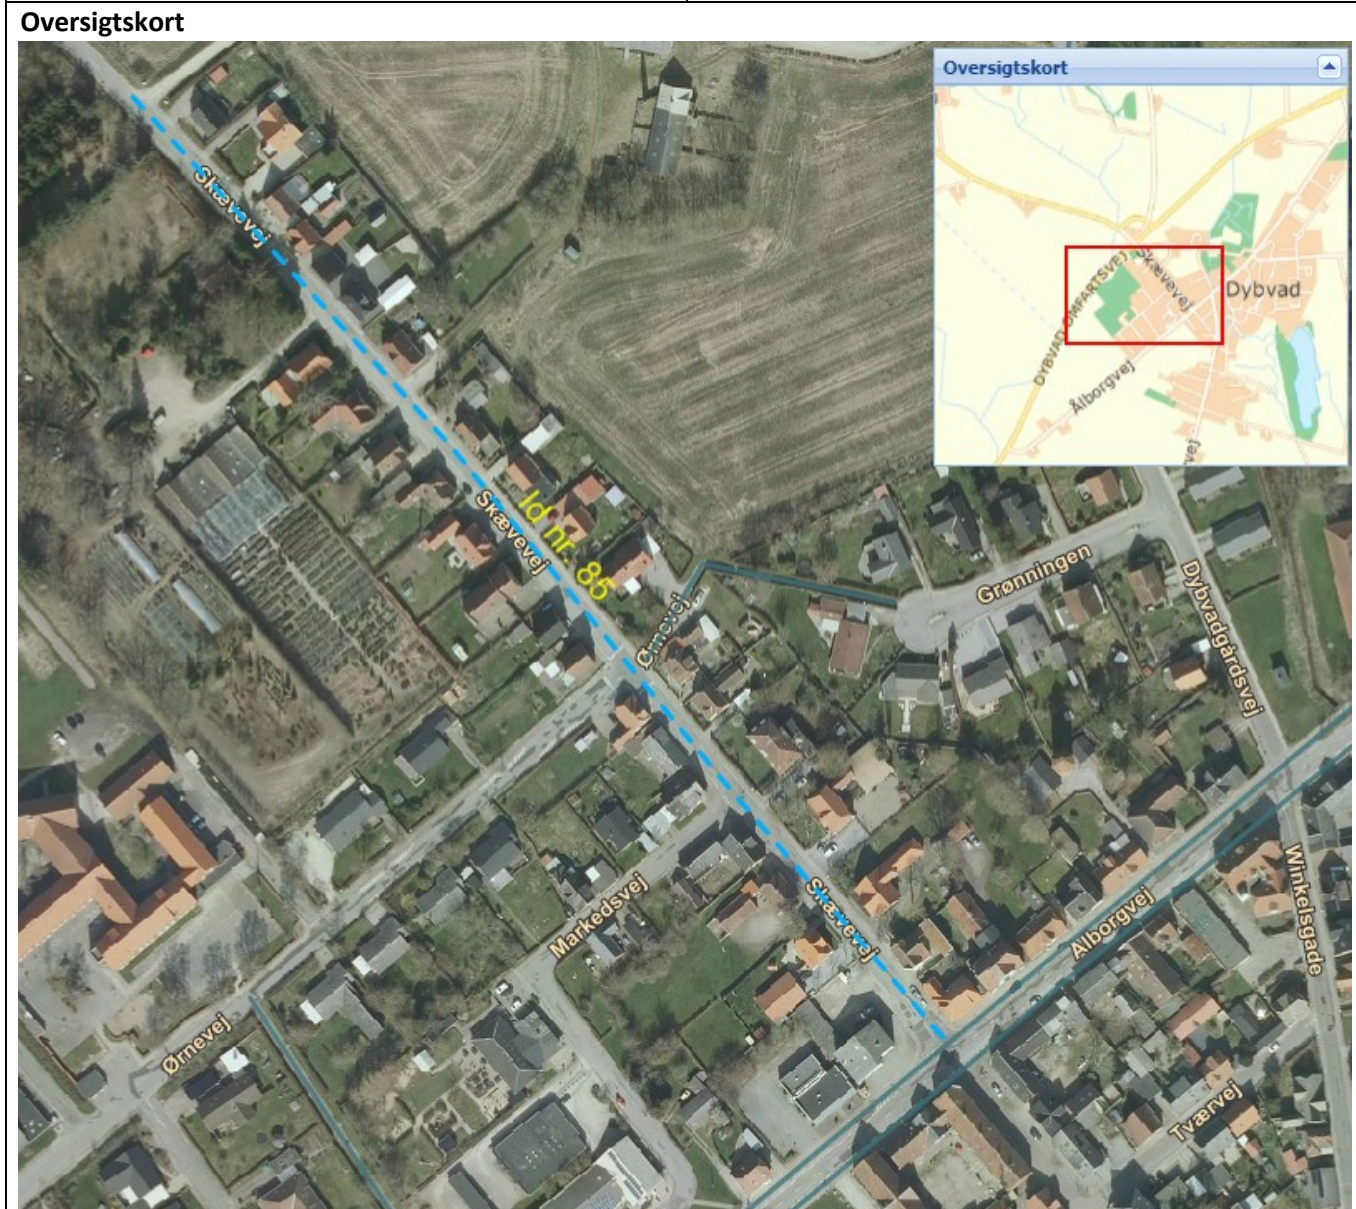 Oversigtskort
Oversigtskort
DYBVAD OMFARTSvej
Skævevej
Dybvad
Ålborgvej
vej
Skævevej
Id nr. 85
Skævevej
Ørnevej
Grønningen
Dybvadgårdsvej
Skævevej
Markedsvej
Ålborgvej
Winkelsgade
Ørnevej
Tværvej